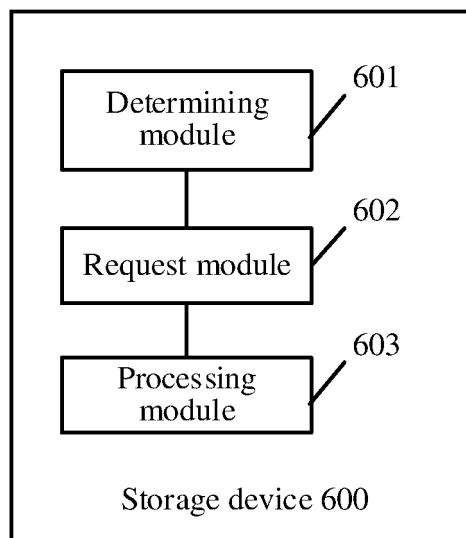 601
Determining
module
602
Request module
603
Processing
module
Storage device 600